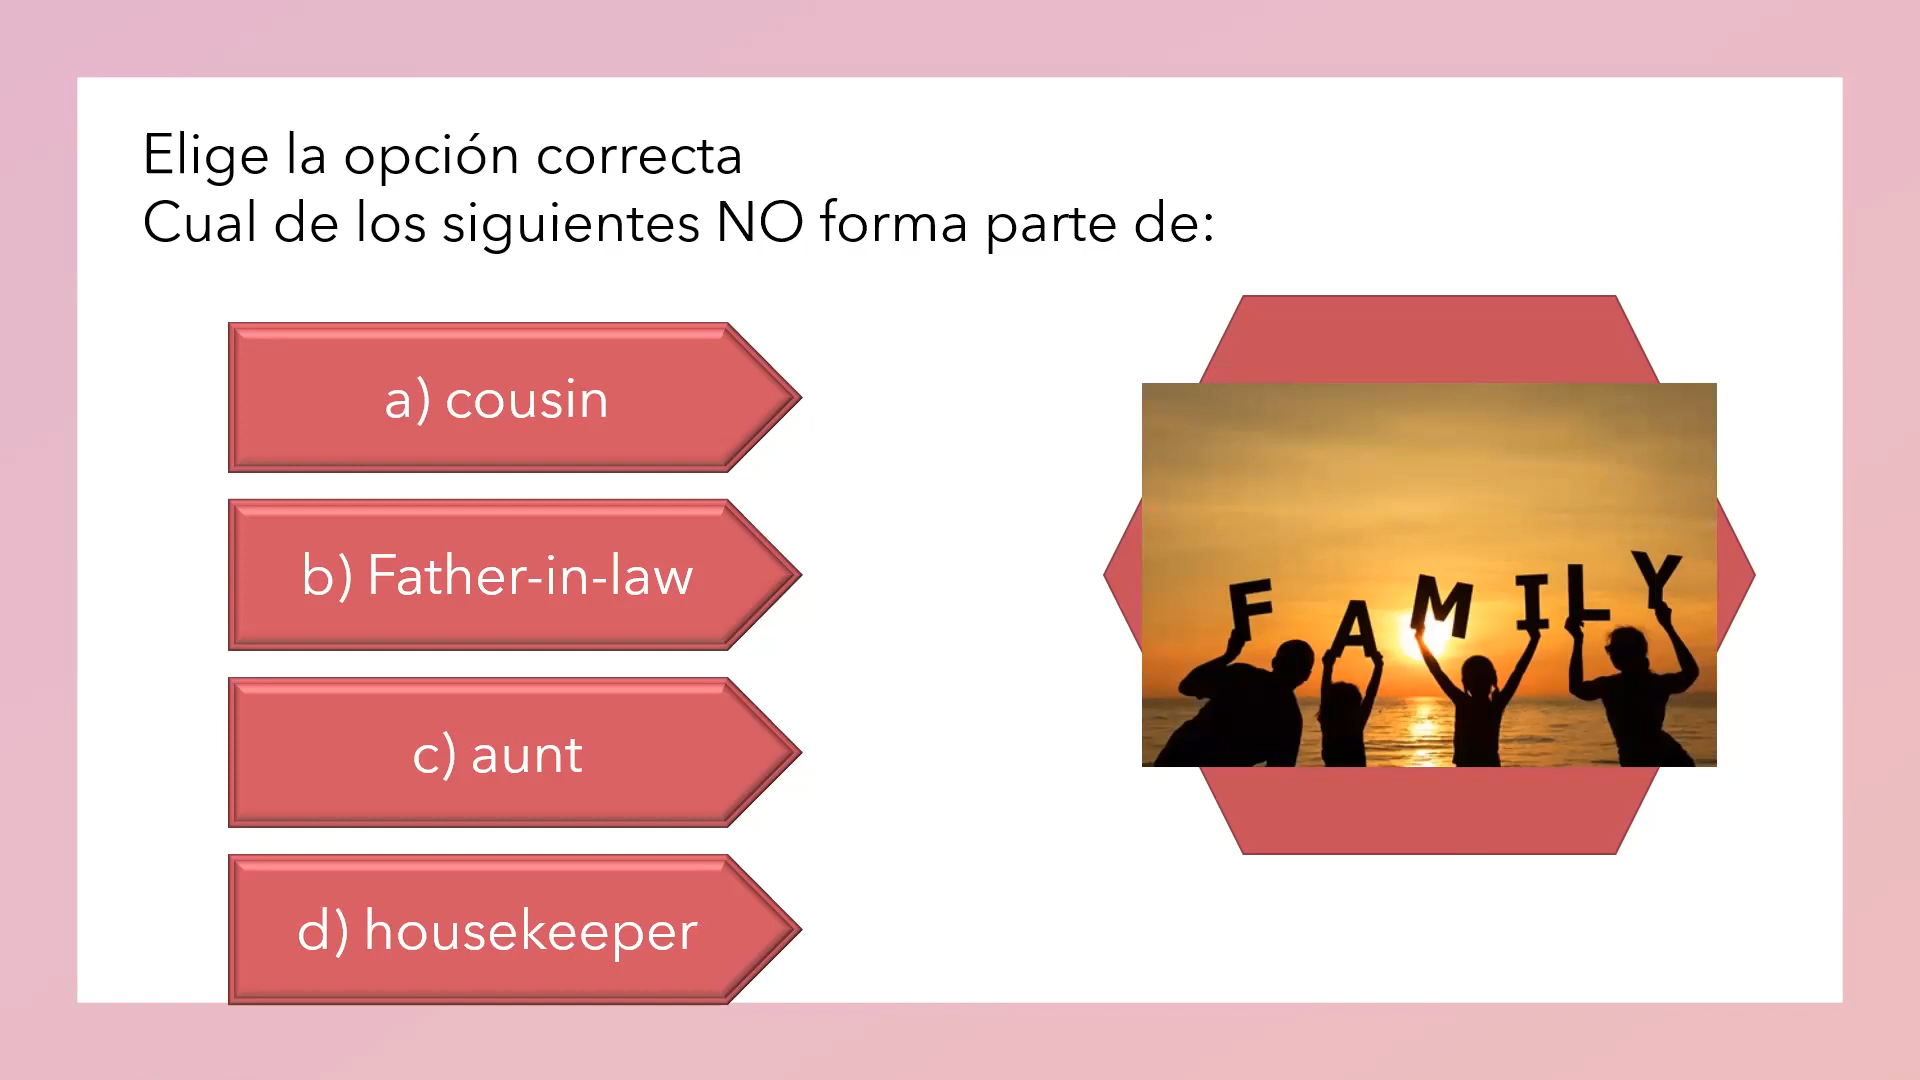 Elige la opción correcta
Cual de los siguientes NO forma parte de:
a) cousin
b) Father-in-law
c) aunt
d) housekeeper
FAMILY